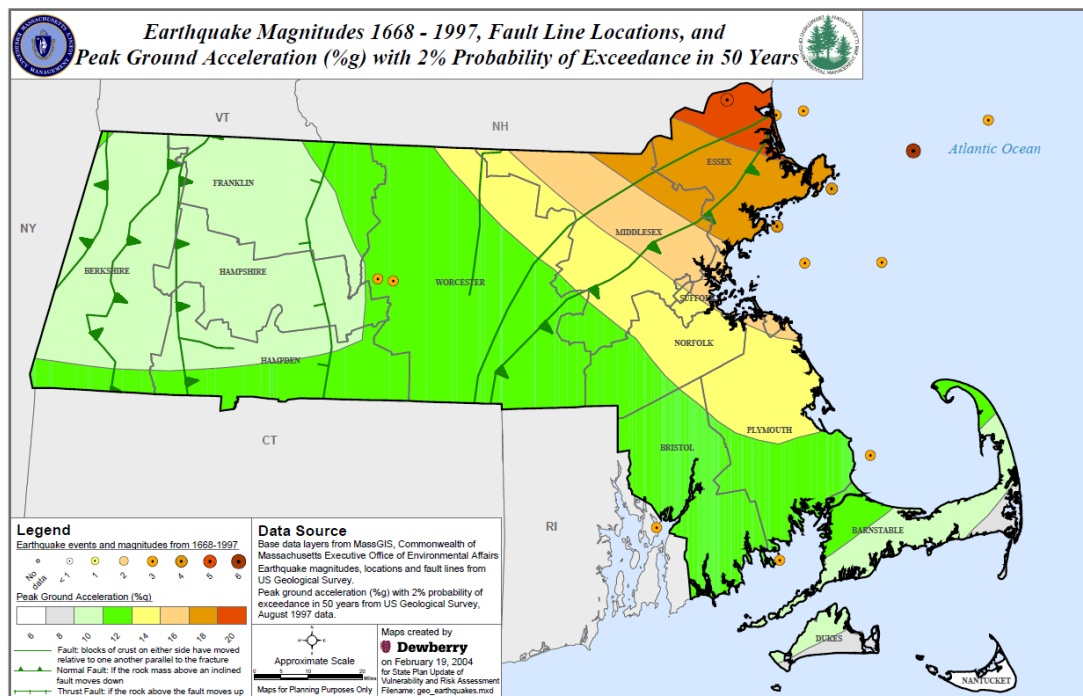 Earthquake Magnitudes 1668 - 1997, Fault Line Locations, and
Peak Ground Acceleration (%g) with 2% Probability of Exceedance in 50 Years
VT
NH
Atlantic Ocean
ESSEX
FRANKLIN
NY
MIDDLESEX
BERKSHIRE
HAMPSHIRE
WORCESTER
SUFFOLK
NORFOLK
HAMPDEN
PLYMOUTH
CT
BRISTOL
RI
BARNSTABLE
DUKES
NANTUCKET
Legend
Earthquake events and magnitudes from 1668-1997
No data
< 1
1
2
3
4
5
6
Peak Ground Acceleration (%g)
6
8
10
12
14
16
18
20
Fault: blocks of crust on either side have moved
relative to one another parallel to the fracture
Normal Fault: If the rock mass above an inclined
fault moves down
Thrust Fault: if the rock above the fault moves up
Data Source
Base data layers from MassGIS, Commonwealth of
Massachusetts Executive Office of Environmental Affairs
Earthquake magnitudes, locations and fault lines from
US Geological Survey.
Peak ground acceleration (%g) with 2% probability of
exceedance in 50 years from US Geological Survey,
August 1997 data.
N
W
E
S
Approximate Scale
0
5
10
20
Miles
Maps for Planning Purposes Only
Maps created by
Dewberry
on February 19, 2004
for State Plan Update of
Vulnerability and Risk Assessment
Filename: geo_earthquakes.mxd